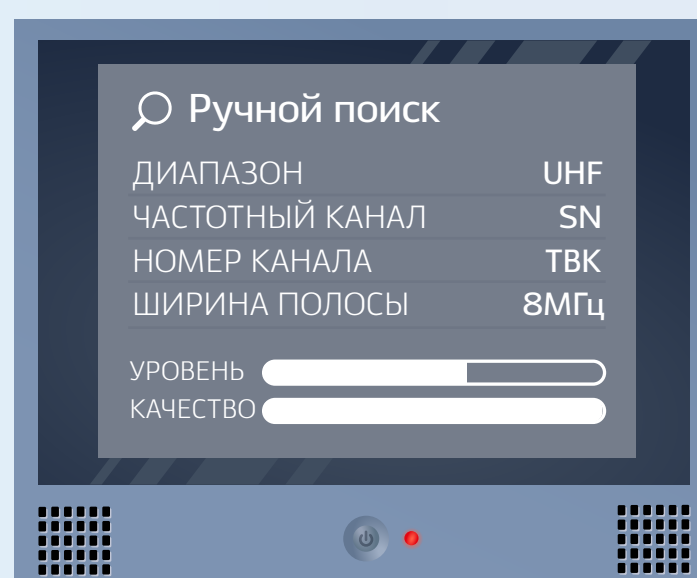 Ручной поиск
ДИАПАЗОН UHF
ЧАСТОТНЫЙ КАНАЛ SN
НОМЕР КАНАЛА ТВК
ШИРИНА ПОЛОСЫ 8МГц
УРОВЕНЬ
КАЧЕСТВО